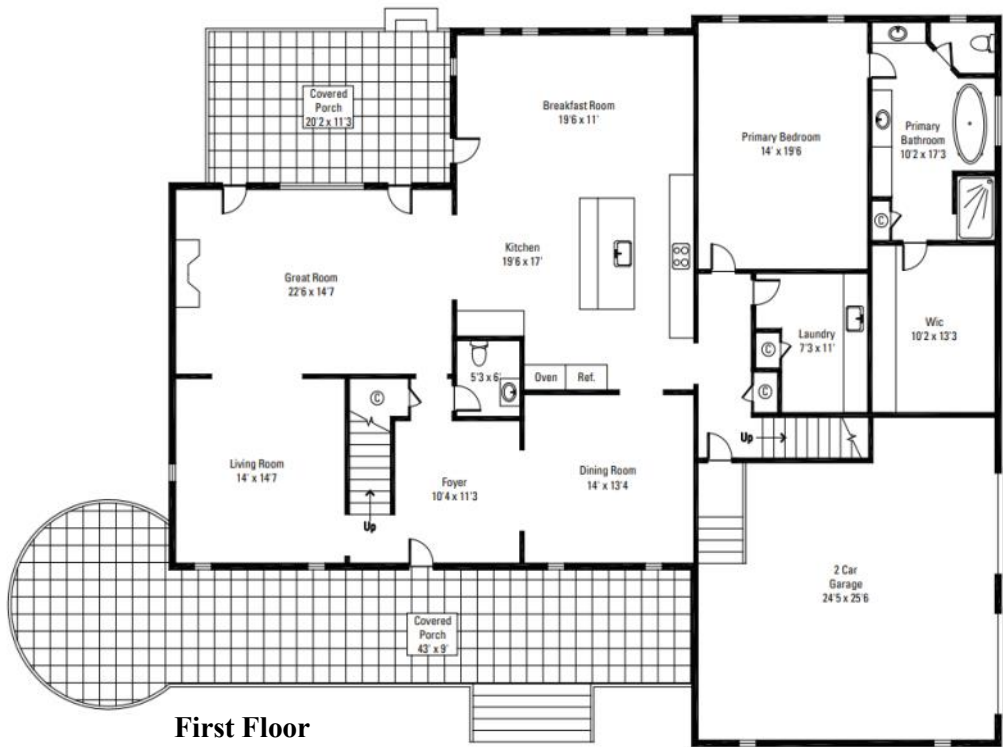 Covered
Porch
20'2 x 11'3
Breakfast Room
19'6 x 11'
Primary Bedroom
14' x 19'6
Primary
Bathroom
10'2 x 17'3
C
Kitchen
19'6 x 17'
Great Room
22'6 x 14'7
Laundry
7'3 x 11'
Wic
10'2 x 13'3
C
C
5'3 x 6'
Oven
Ref.
C
Up
Living Room
14' x 14'7
Foyer
10'4 x 11'3
Dining Room
14' x 13'4
Up
2 Car
Garage
24'5 x 25'6
Covered
Porch
43' x 9'
First Floor